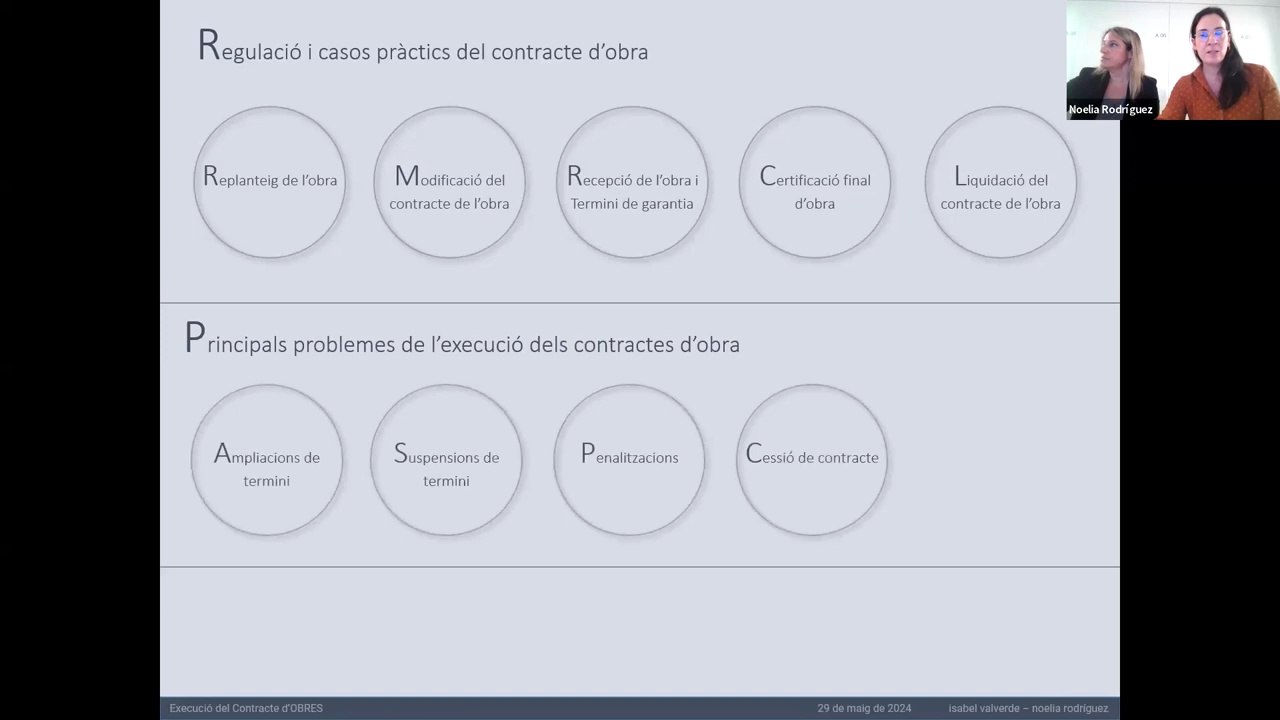 Regulació i casos pràctics del contracte d'obra
Noelia Rodríguez
Replanteig de l'obra
Modificació del
contracte de l'obra
Recepció de l'obra i
Termini de garantia
Certificació final
d'obra
Liquidació del
contracte de l'obra
Principals problemes de l'execució dels contractes d'obra
Ampliacions de
termini
Suspensions de
termini
Penalitzacions
Cessió de contracte
Execució del Contracte d'OBRES
29 de maig de 2024
isabel valverde – noelia rodríguez